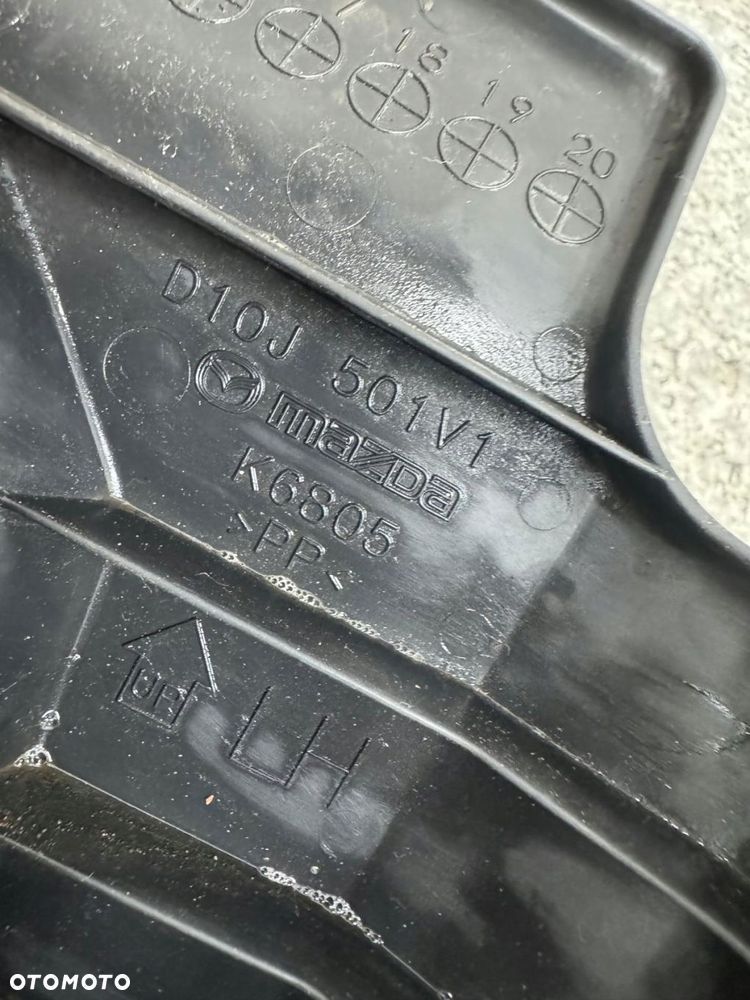 18
19
20
D10J 501V1
mazda
K6805
>PP<
UP
LH
OTOMOTO